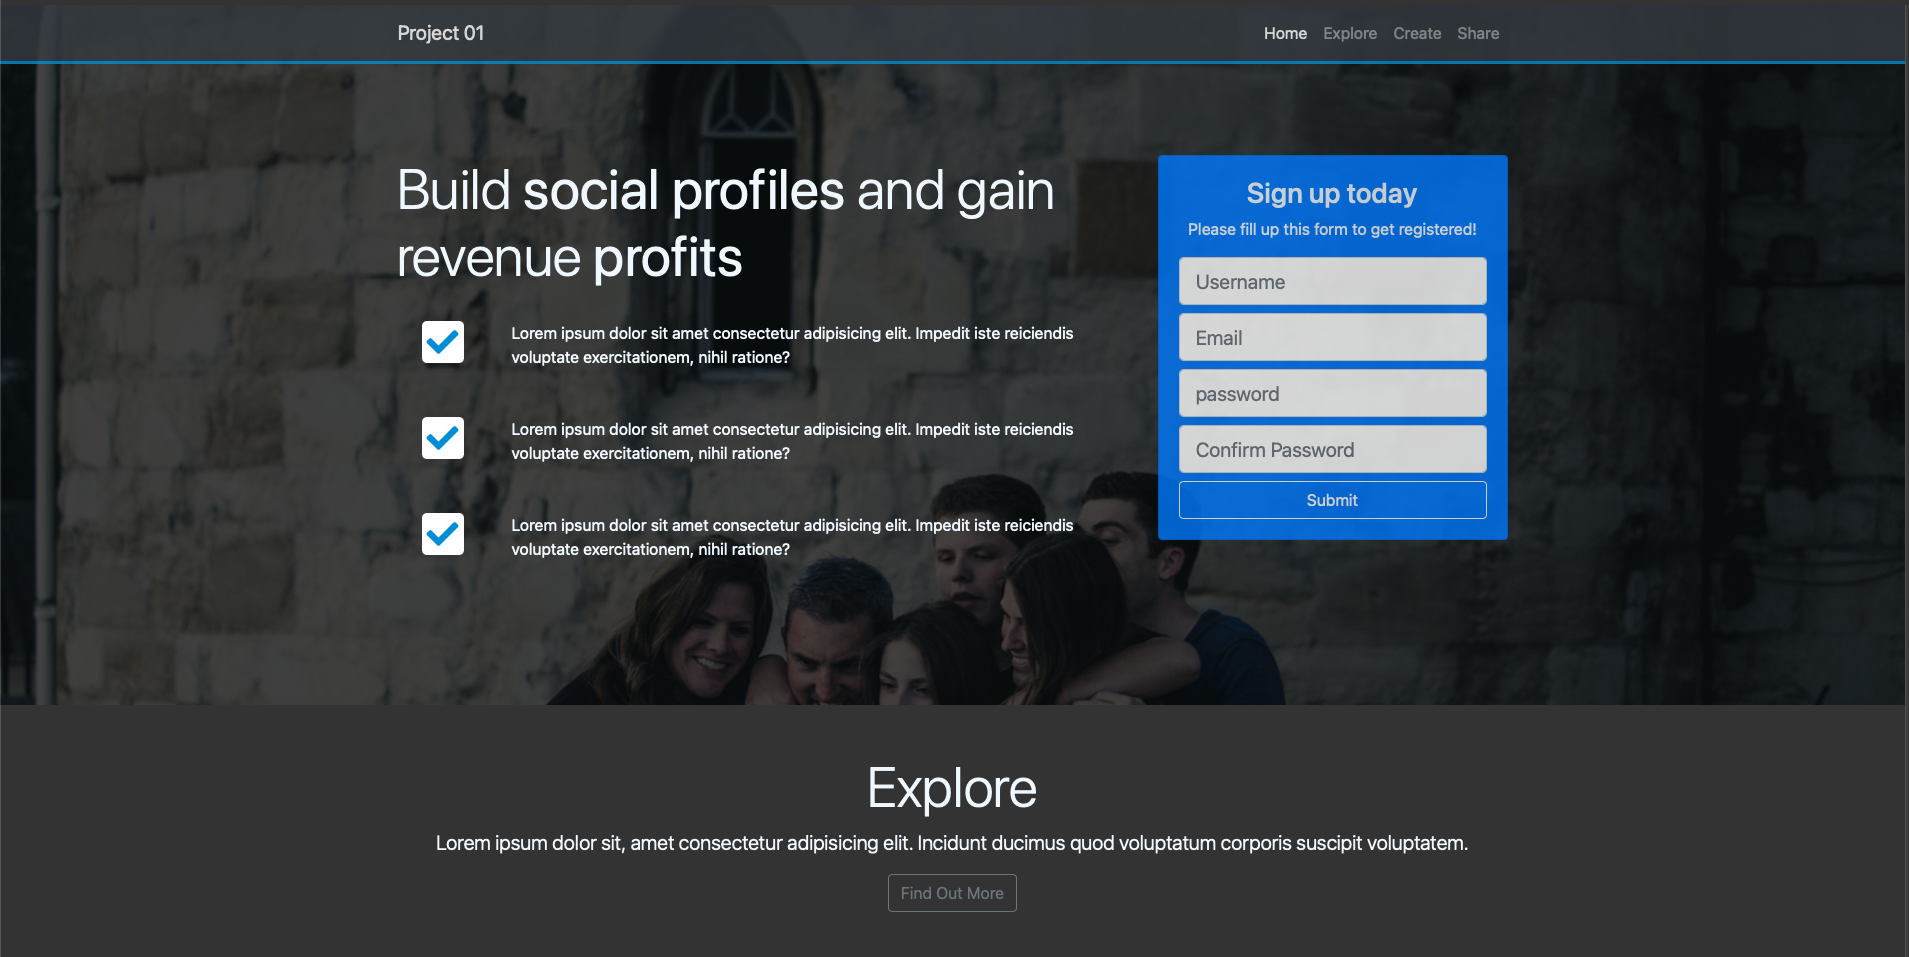 Project 01
Home Explore Create Share
Build social profiles and gain
revenue profits
Lorem ipsum dolor sit amet consectetur adipisicing elit. Impedit iste reiciendis
voluptate exercitationem, nihil ratione?
Lorem ipsum dolor sit amet consectetur adipisicing elit. Impedit iste reiciendis
voluptate exercitationem, nihil ratione?
Lorem ipsum dolor sit amet consectetur adipisicing elit. Impedit iste reiciendis
voluptate exercitationem, nihil ratione?
Sign up today
Please fill up this form to get registered!
Username
Email
password
Confirm Password
Submit
Explore
Lorem ipsum dolor sit, amet consectetur adipisicing elit. Incidunt ducimus quod voluptatum corporis suscipit voluptatem.
Find Out More